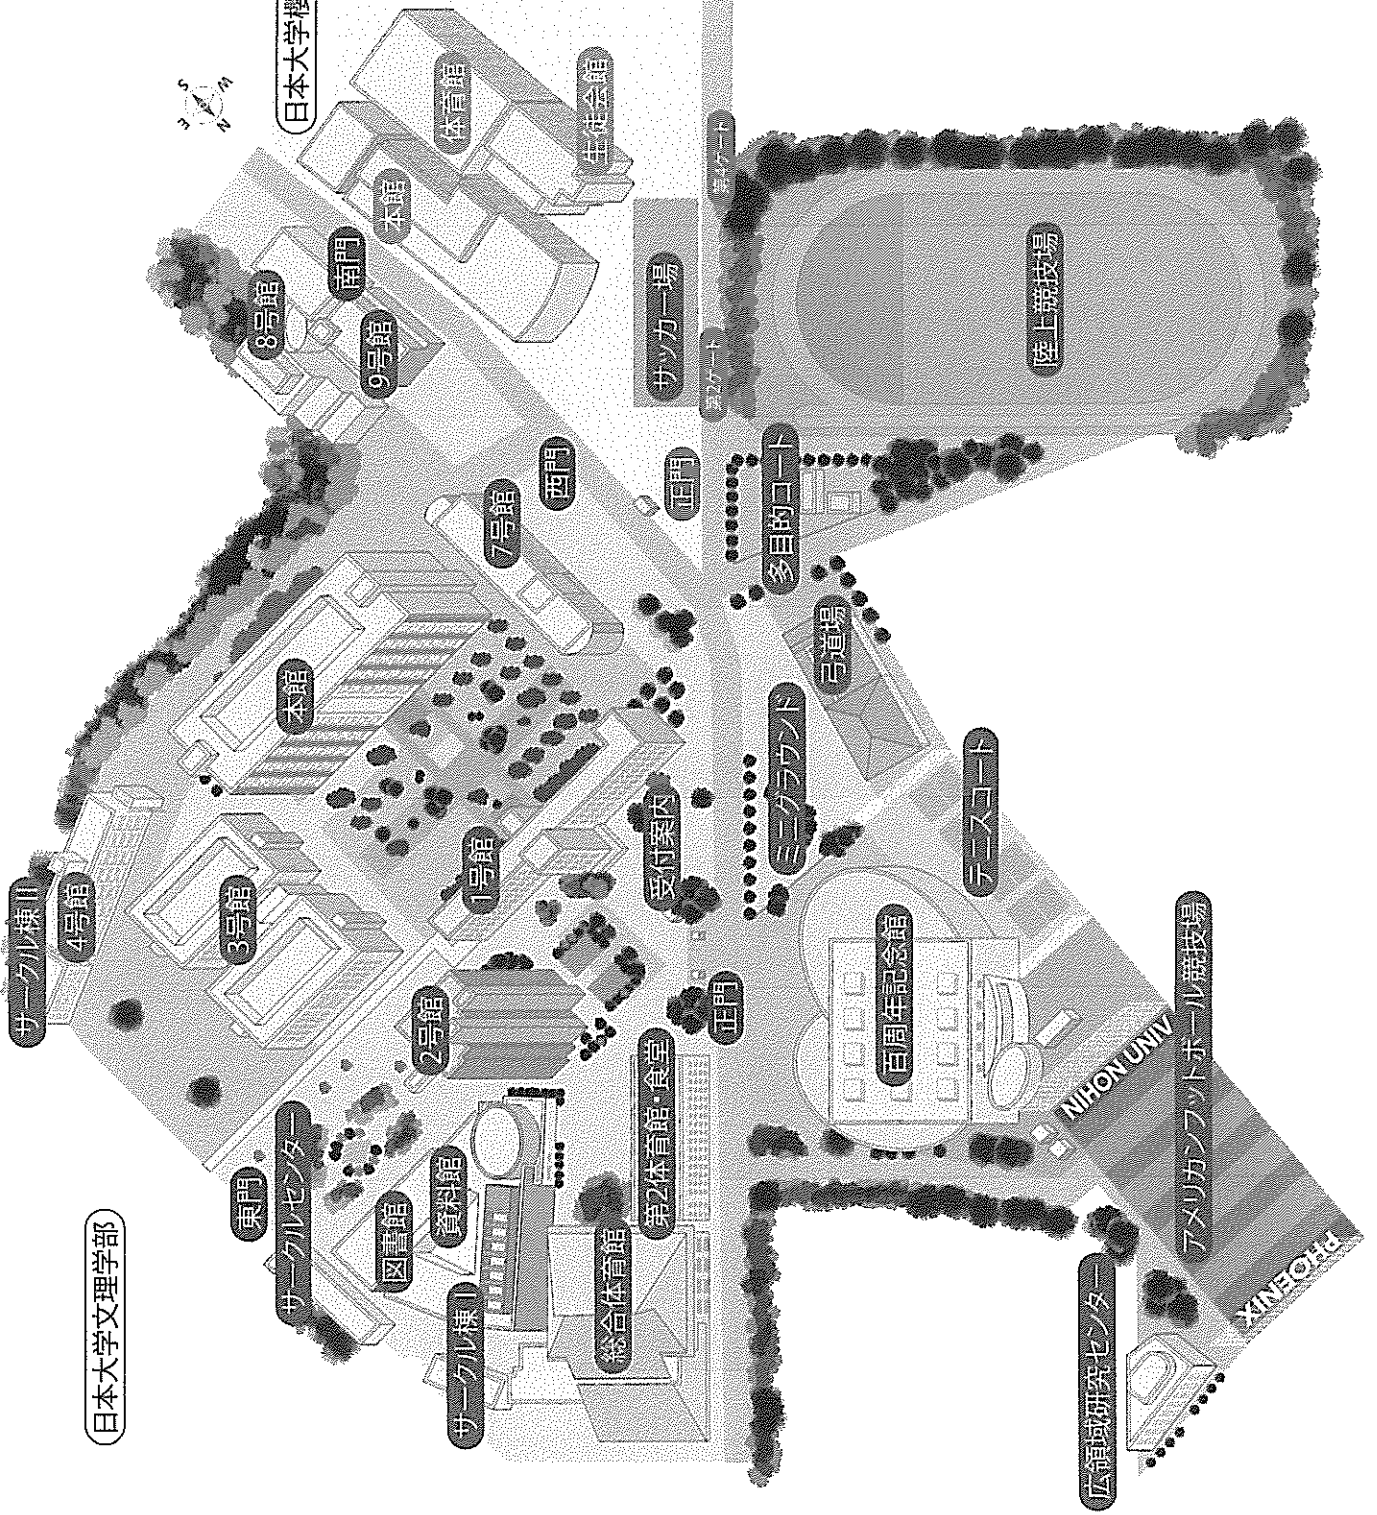 日本大学文理学部
サークル棟Ⅱ
4号館
3号館
本館
8号館
南門
9号館
東門
サークルセンター
図書館
資料館
サークル棟Ⅰ
2号館
1号館
7号館
西門
総合体育館
第2体育館・食堂
受付案内
正門
百周年記念館
ミニグラウンド
弓道場
多目的コート
テニスコート
陸上競技場
アメリカンフットボール競技場
NIHON UNIV
PHOENIX
広領域研究センター
日本大学櫻
本館
体育館
生徒会館
サッカー場
正門
第2ゲート
第4ゲート
N
E
S
W